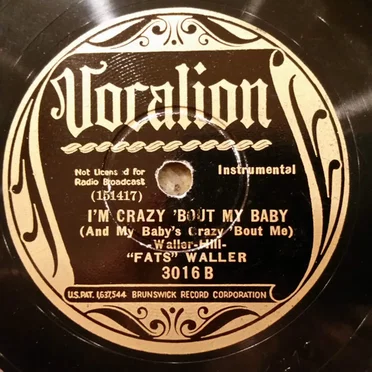 Vocalion
Not Licens d for Instrumental
Radio Broadcast
(151417)
I'M CRAZY 'BOUT MY BABY
(And My Baby's Crazy 'Bout Me)
-Waller-Hill-
"FATS" WALLER
3016 B
U.S. PAT. 1,637,544 BRUNSWICK RECORD CORPORATION